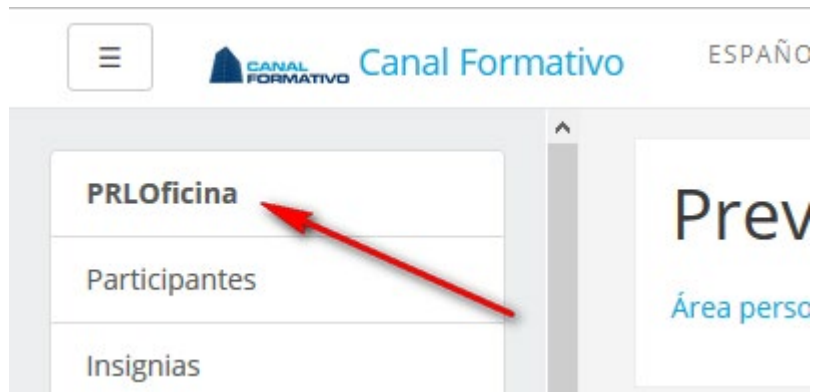 ☰ CANAL FORMATIVO Canal Formativo ESPAÑO
PRLOficina
Participantes
Insignias
Prev
Área perso